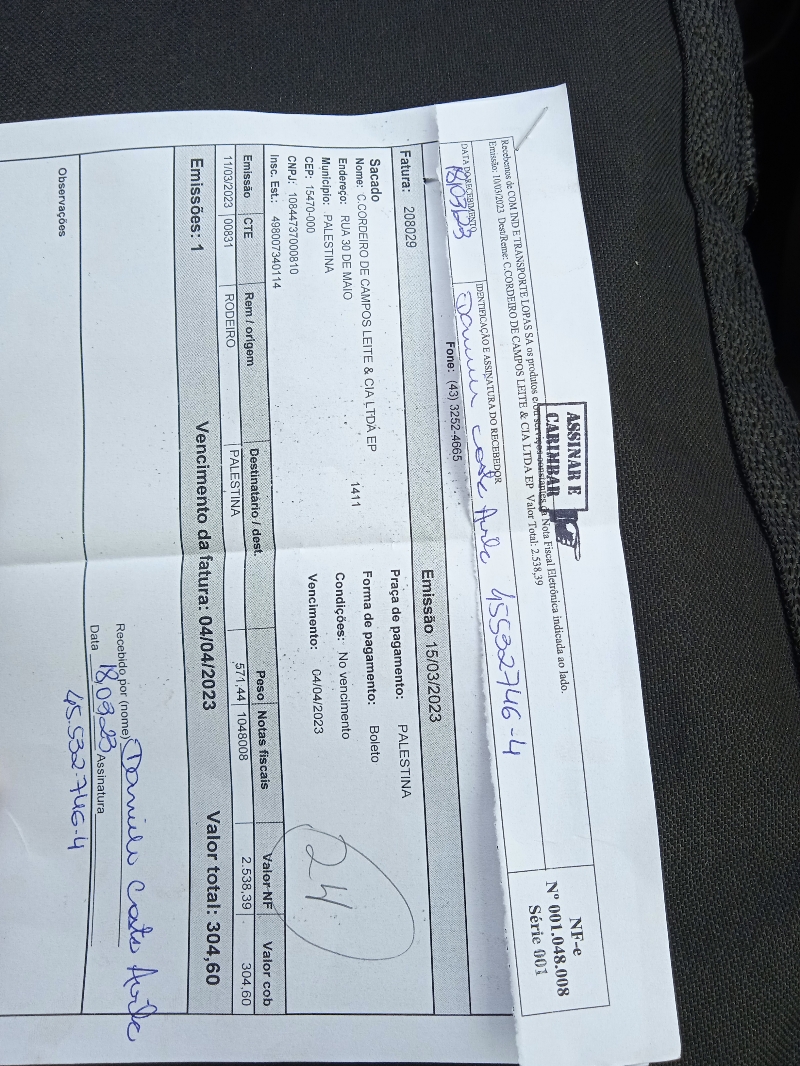 Recebemos de COM IND E TRANSPORTE LOPAS SA os produtos e/ou serviços constantes da Nota Fiscal Eletrônica indicada ao lado.
Emissão: 10/03/2023 Dest/Reme: C.CORDEIRO DE CAMPOS LEITE & CIA LTDA EP Valor Total: 2.538,39
ASSINAR E
CARIMBAR
NF-e
Nº 001.048.008
Série 001
DATA DO RECEBIMENTO
180323
IDENTIFICAÇÃO E ASSINATURA DO RECEBEDOR
45532746-4
Fone: (43) 3252-4665
Fatura: 208029
Emissão 15/03/2023
Sacado
Nome: C.CORDEIRO DE CAMPOS LEITE & CIA LTDA EP
Endereço: RUA 30 DE MAIO 1411
Município: PALESTINA
CEP: 15470-000
CNPJ: 10844737000810
Insc. Est.: 498007340114
Praça de pagamento: PALESTINA
Forma de pagamento: Boleto
Condições: No vencimento
Vencimento: 04/04/2023
24
Emissão CTE Rem / origem Destinatário / dest. Peso Notas fiscais Valor NF Valor cob
11/03/2023 00831 RODEIRO PALESTINA 571,44 1048008 2.538,39 304,60
Emissões: 1 Vencimento da fatura: 04/04/2023 Valor total: 304,60
Recebido por (nome) Danilo Costa
Data 180323 Assinatura
45.532.746-4
Observações